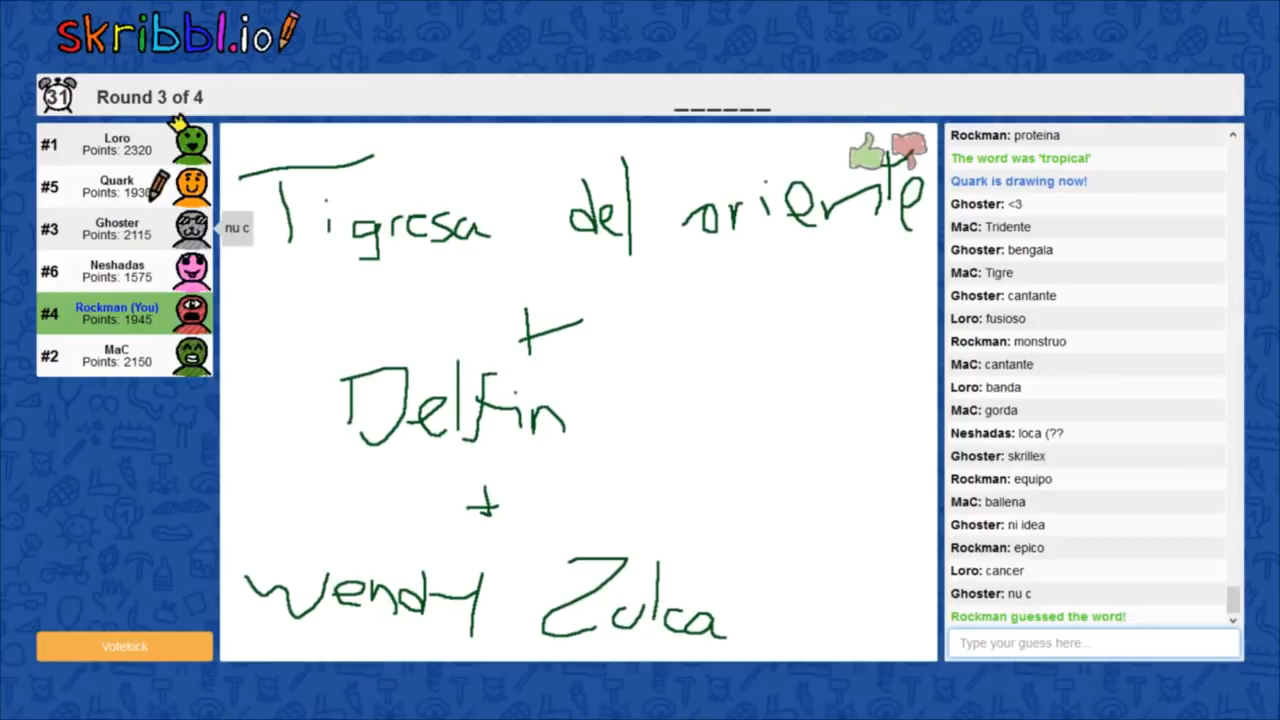 skribbl.io
31 Round 3 of 4 ______
#1 Loro Points: 2320
#5 Quark Points: 1930
#3 Ghoster Points: 2115
nu c
#6 Neshadas Points: 1575
#4 Rockman (You) Points: 1945
#2 MaC Points: 2150
Votekick
Tigresa del oriente
+
Delfin
+
Wendy Zulca
Rockman: proteina
The word was 'tropical'
Quark is drawing now!
Ghoster: <3
MaC: Tridente
Ghoster: bengala
MaC: Tigre
Ghoster: cantante
Loro: fusioso
Rockman: monstruo
MaC: cantante
Loro: banda
MaC: gorda
Neshadas: loca (??
Ghoster: skrillex
Rockman: equipo
MaC: ballena
Ghoster: ni idea
Rockman: epico
Loro: cancer
Ghoster: nu c
Rockman guessed the word!
Type your guess here...